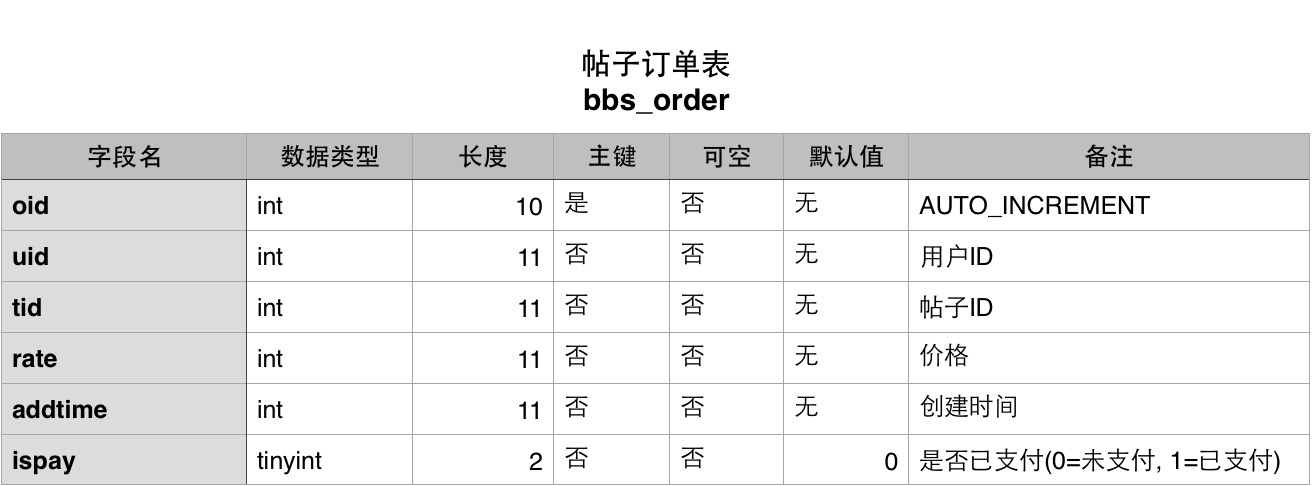 帖子订单表
bbs_order
字段名 数据类型 长度 主键 可空 默认值 备注
oid int 10 是 否 无 AUTO_INCREMENT
uid int 11 否 否 无 用户ID
tid int 11 否 否 无 帖子ID
rate int 11 否 否 无 价格
addtime int 11 否 否 无 创建时间
ispay tinyint 2 否 否 0 是否已支付(0=未支付, 1=已支付)